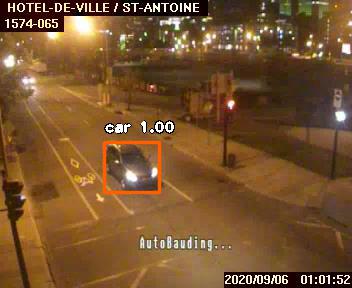 HOTEL-DE-VILLE / ST-ANTOINE
1574-065
car 1.00
AutoBauding...
2020/09/06 01:01:52